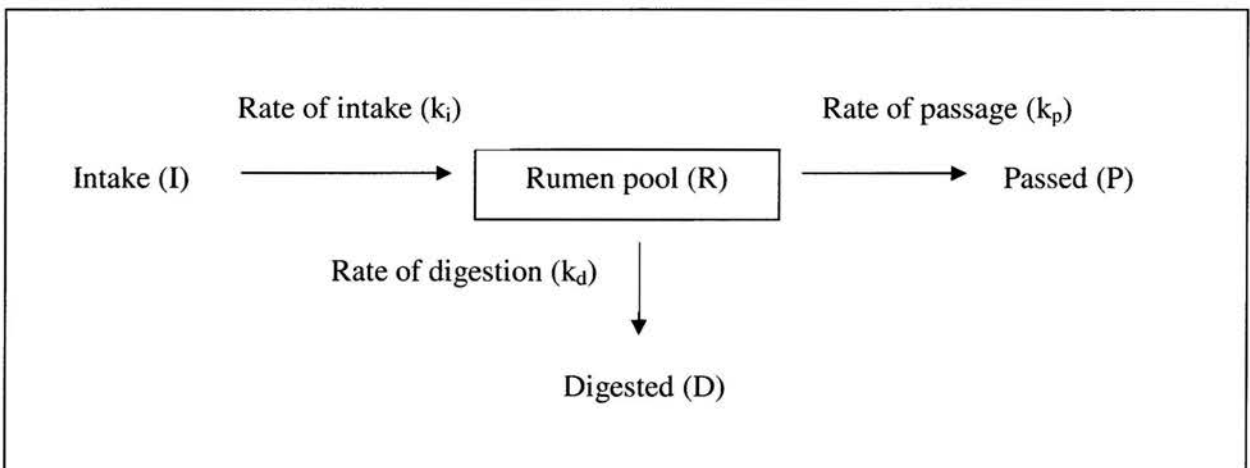 Rate of intake (kᵢ)
Rate of passage (kₚ)
Intake (I)
Rumen pool (R)
Passed (P)
Rate of digestion (k_d)
Digested (D)